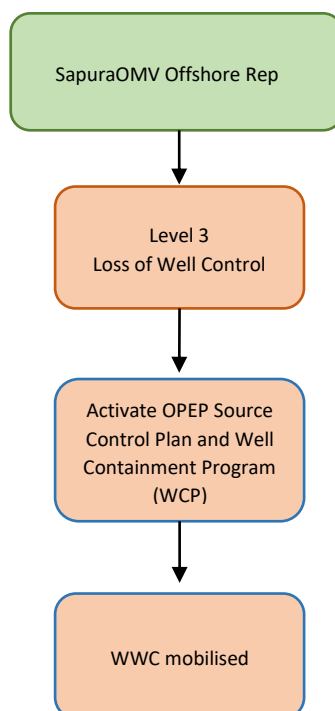 SapuraOMV Offshore Rep
Level 3
Loss of Well Control
Activate OPEP Source
Control Plan and Well
Containment Program
(WCP)
WWC mobilised